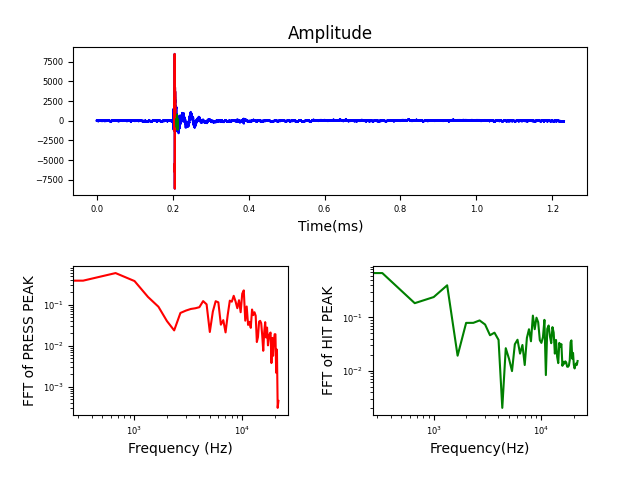 Amplitude
7500
5000
2500
0
−2500
−5000
−7500
0.0 0.2 0.4 0.6 0.8 1.0 1.2
Time(ms)
FFT of PRESS PEAK
10⁻¹
10⁻²
10⁻³
10³ 10⁴
Frequency (Hz)
FFT of HIT PEAK
10⁻¹
10⁻²
10³ 10⁴
Frequency(Hz)